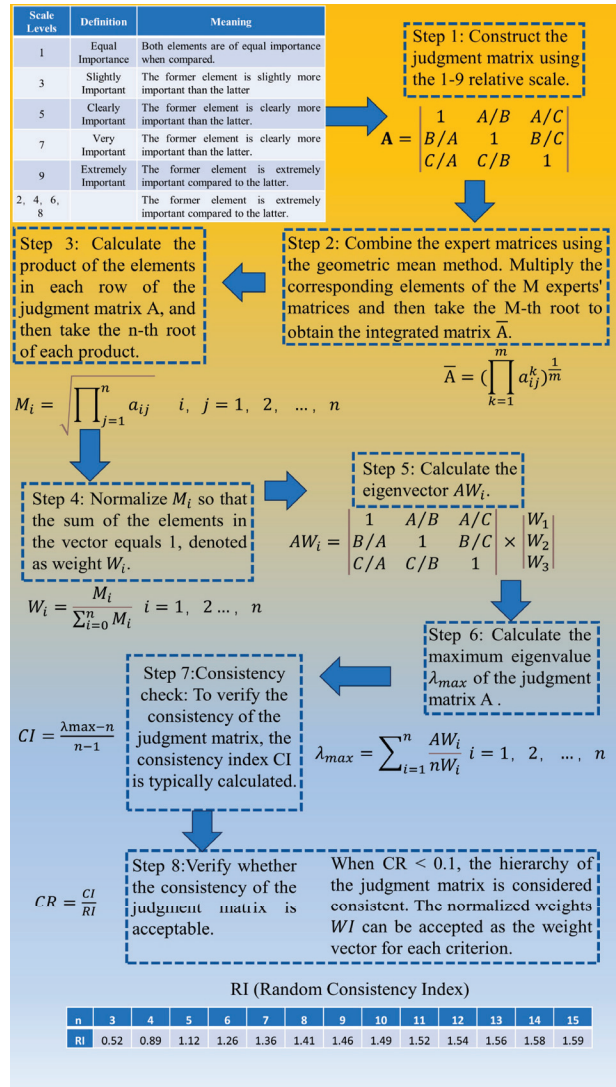 Scale Levels Definition Meaning
1 Equal Importance Both elements are of equal importance when compared.
3 Slightly Important The former element is slightly more important than the latter
5 Clearly Important The former element is clearly more important than the latter.
7 Very Important The former element is clearly more important than the latter.
9 Extremely Important The former element is extremely important compared to the latter.
2, 4, 6, 8 The former element is extremely important compared to the latter.
Step 1: Construct the
judgment matrix using
the 1-9 relative scale.
A = | 1 A/B A/C |
| B/A 1 B/C |
| C/A C/B 1 |
Step 2: Combine the expert matrices using
the geometric mean method. Multiply the
corresponding elements of the M experts'
matrices and then take the M-th root to
obtain the integrated matrix A̅.
A̅ = (∏_{k=1}^{m} a_{ij}^{k})^{1/m}
Step 3: Calculate the
product of the elements
in each row of the
judgment matrix A, and
then take the n-th root
of each product.
M_i = √(∏_{j=1}^{n} a_{ij}) i, j = 1, 2, …, n
Step 4: Normalize M_i so that
the sum of the elements in
the vector equals 1, denoted
as weight W_i.
W_i = M_i / ∑_{i=0}^{n} M_i i = 1, 2 …, n
Step 5: Calculate the
eigenvector AW_i.
AW_i = | 1 A/B A/C | × | W_1 |
| B/A 1 B/C | | W_2 |
| C/A C/B 1 | | W_3 |
Step 6: Calculate the
maximum eigenvalue
λ_max of the judgment
matrix A .
λ_max = ∑_{i=1}^{n} AW_i / nW_i i = 1, 2, …, n
Step 7:Consistency
check: To verify the
consistency of the
judgment matrix, the
consistency index CI
is typically calculated.
CI = λmax−n / n−1
Step 8:Verify whether
the consistency of the
judgment matrix is
acceptable.
When CR < 0.1, the hierarchy of
the judgment matrix is considered
consistent. The normalized weights
WI can be accepted as the weight
vector for each criterion.
CR = CI / RI
RI (Random Consistency Index)
n 3 4 5 6 7 8 9 10 11 12 13 14 15
RI 0.52 0.89 1.12 1.26 1.36 1.41 1.46 1.49 1.52 1.54 1.56 1.58 1.59